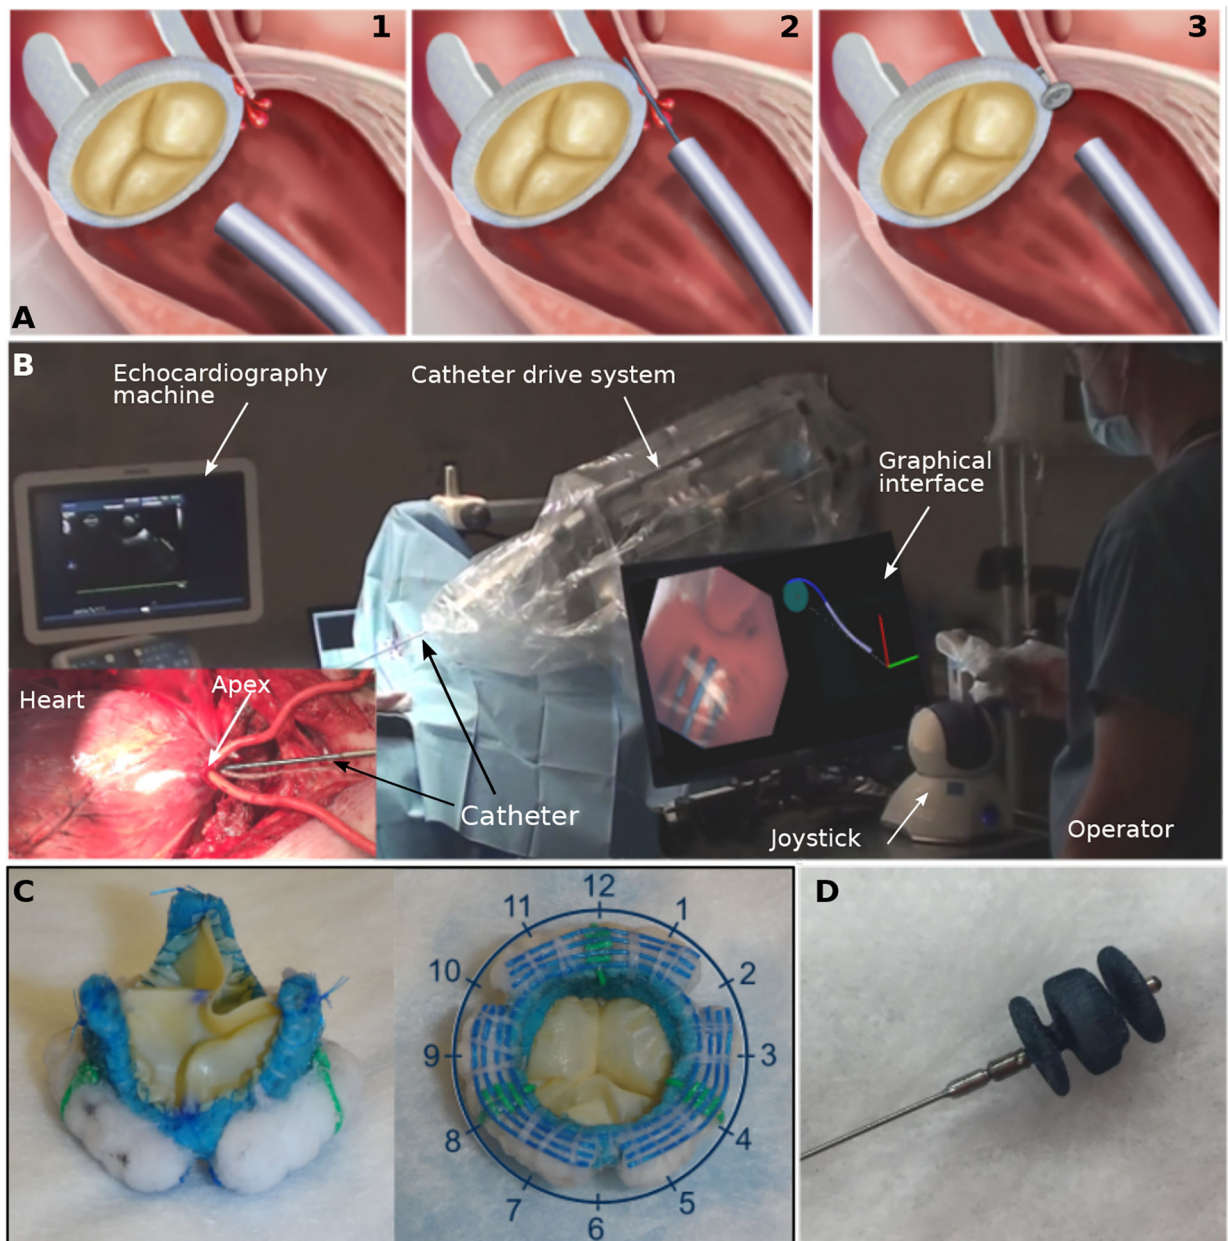 1
2
3
A
B
Echocardiography
machine
Catheter drive system
Graphical
interface
Heart
Apex
Catheter
Joystick
Operator
C
12
11
1
10
2
9
3
8
4
7
5
6
D